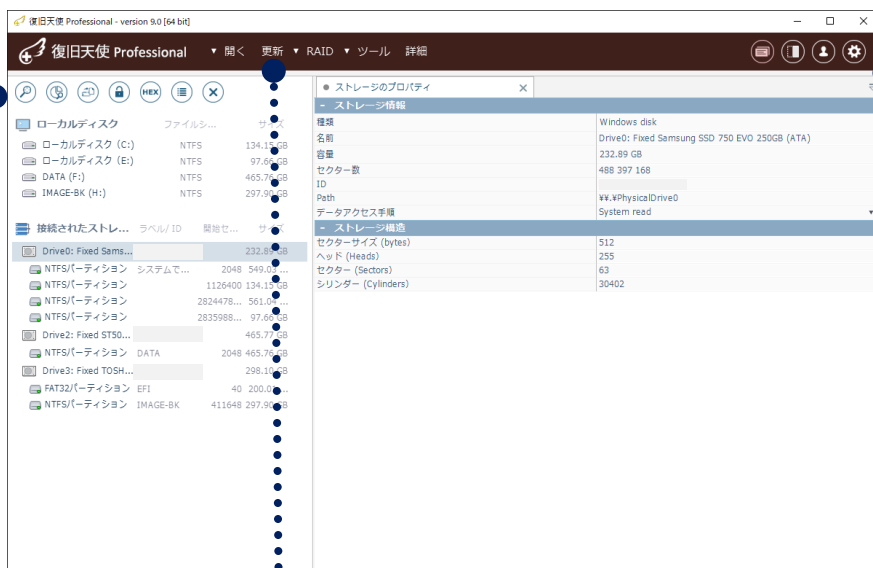 復旧天使 Professional - version 9.0 [64 bit]
復旧天使 Professional ▼ 開く 更新 ▼ RAID ▼ ツール 詳細
HEX
ストレージのプロパティ
− ストレージ情報
種類 Windows disk
名前 Drive0: Fixed Samsung SSD 750 EVO 250GB (ATA)
容量 232.89 GB
セクター数 488 397 168
ID
Path ¥¥.¥PhysicalDrive0
データアクセス手順 System read
− ストレージ構造
セクターサイズ (bytes) 512
ヘッド (Heads) 255
セクター (Sectors) 63
シリンダー (Cylinders) 30402
ローカルディスク ファイルシ... サイズ
ローカルディスク (C:) NTFS 134.15 GB
ローカルディスク (E:) NTFS 97.66 GB
DATA (F:) NTFS 465.76 GB
IMAGE-BK (H:) NTFS 297.90 GB
接続されたストレ... ラベル/ ID 開始セ... サイズ
Drive0: Fixed Sams... 232.89 GB
NTFSパーティション システムで... 2048 549.03 ...
NTFSパーティション 1126400 134.15 GB
NTFSパーティション 2824478... 561.04 ...
NTFSパーティション 2835988... 97.66 GB
Drive2: Fixed ST50... 465.77 GB
NTFSパーティション DATA 2048 465.76 GB
Drive3: Fixed TOSH... 298.10 GB
FAT32パーティション EFI 40 200.01 ...
NTFSパーティション IMAGE-BK 411648 297.90 GB